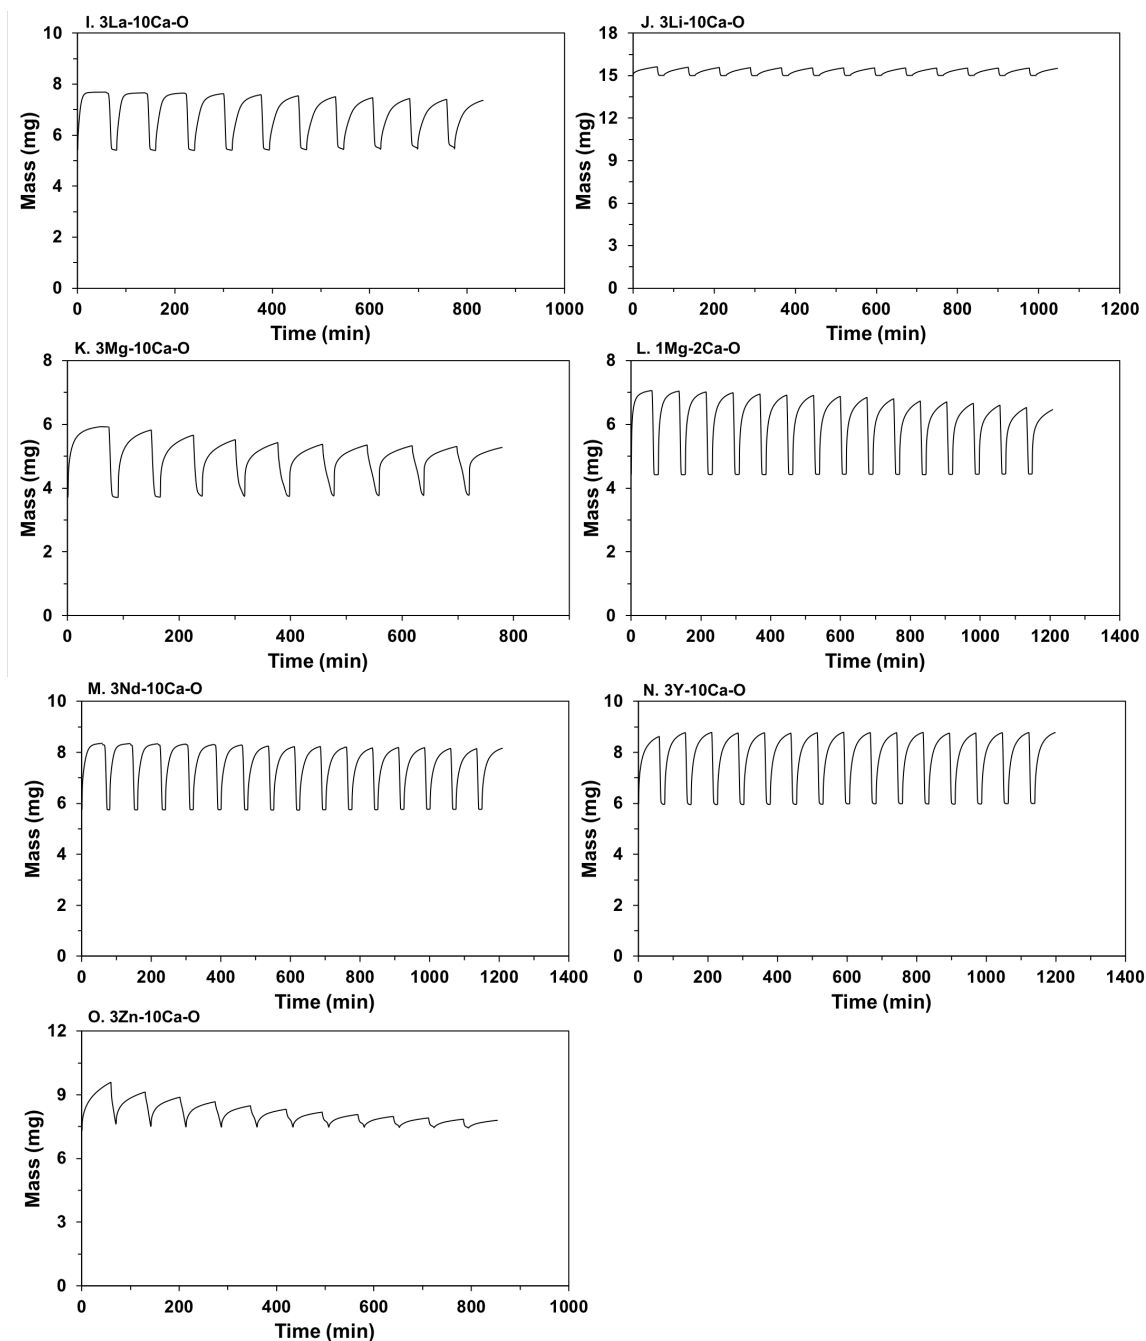 I. 3La-10Ca-O
10
8
6
4
2
0
Mass (mg)
0 200 400 600 800 1000
Time (min)
J. 3Li-10Ca-O
18
15
12
9
6
3
0
Mass (mg)
0 200 400 600 800 1000 1200
Time (min)
K. 3Mg-10Ca-O
8
6
4
2
0
Mass (mg)
0 200 400 600 800
Time (min)
L. 1Mg-2Ca-O
8
6
4
2
0
Mass (mg)
0 200 400 600 800 1000 1200 1400
Time (min)
M. 3Nd-10Ca-O
10
8
6
4
2
0
Mass (mg)
0 200 400 600 800 1000 1200 1400
Time (min)
N. 3Y-10Ca-O
10
8
6
4
2
0
Mass (mg)
0 200 400 600 800 1000 1200 1400
Time (min)
O. 3Zn-10Ca-O
12
9
6
3
0
Mass (mg)
0 200 400 600 800 1000
Time (min)